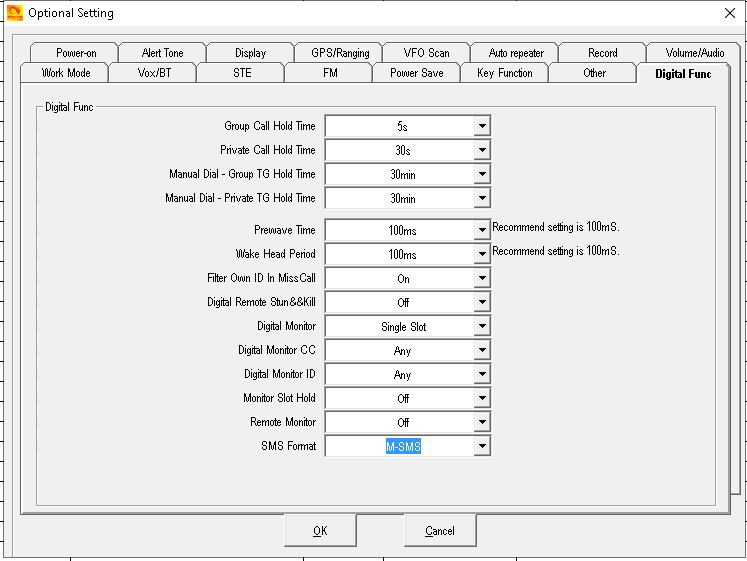 Optional Setting
Power-on Alert Tone Display GPS/Ranging VFO Scan Auto repeater Record Volume/Audio
Work Mode Vox/BT STE FM Power Save Key Function Other Digital Func
Digital Func
Group Call Hold Time 5s
Private Call Hold Time 30s
Manual Dial - Group TG Hold Time 30min
Manual Dial - Private TG Hold Time 30min
Prewave Time 100ms Recommend setting is 100mS.
Wake Head Period 100ms Recommend setting is 100mS.
Filter Own ID In MissCall On
Digital Remote Stun&&Kill Off
Digital Monitor Single Slot
Digital Monitor CC Any
Digital Monitor ID Any
Monitor Slot Hold Off
Remote Monitor Off
SMS Format M-SMS
OK Cancel